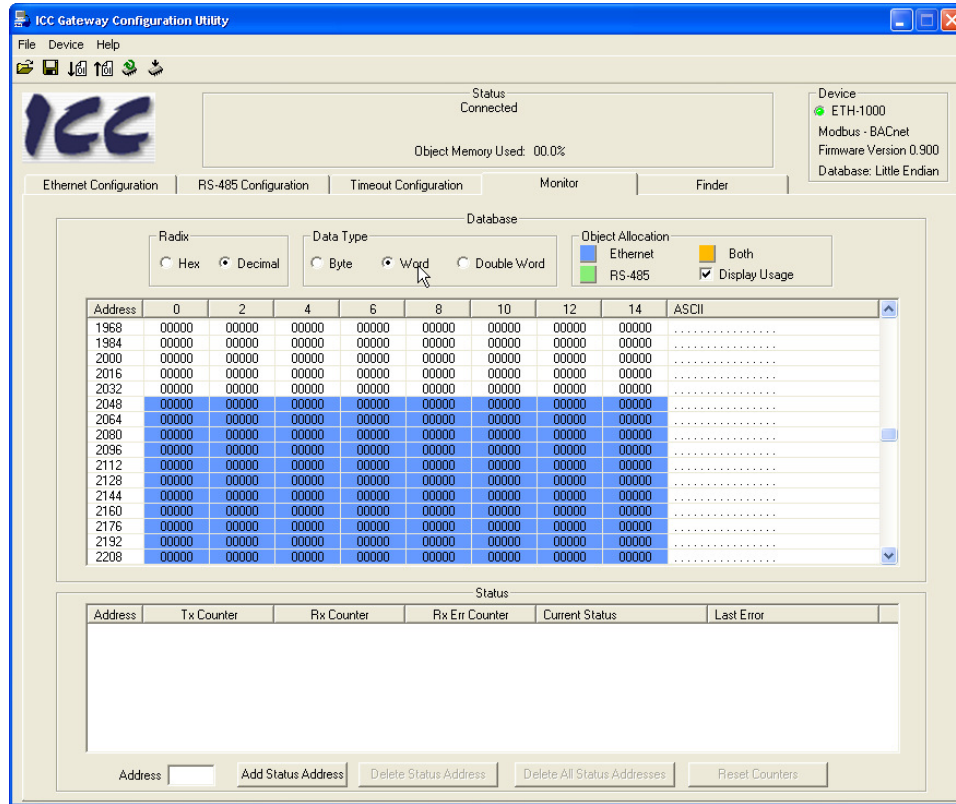 ICC Gateway Configuration Utility
File Device Help
ICC
Status
Connected
Object Memory Used: 00.0%
Device
ETH-1000
Modbus - BACnet
Firmware Version 0.900
Database: Little Endian
Ethernet Configuration RS-485 Configuration Timeout Configuration Monitor Finder
Database
Radix
Hex Decimal
Data Type
Byte Word Double Word
Object Allocation
Ethernet Both
RS-485 Display Usage
Address 0 2 4 6 8 10 12 14 ASCII
1968 00000 00000 00000 00000 00000 00000 00000 00000 ................
1984 00000 00000 00000 00000 00000 00000 00000 00000 ................
2000 00000 00000 00000 00000 00000 00000 00000 00000 ................
2016 00000 00000 00000 00000 00000 00000 00000 00000 ................
2032 00000 00000 00000 00000 00000 00000 00000 00000 ................
2048 00000 00000 00000 00000 00000 00000 00000 00000 ................
2064 00000 00000 00000 00000 00000 00000 00000 00000 ................
2080 00000 00000 00000 00000 00000 00000 00000 00000 ................
2096 00000 00000 00000 00000 00000 00000 00000 00000 ................
2112 00000 00000 00000 00000 00000 00000 00000 00000 ................
2128 00000 00000 00000 00000 00000 00000 00000 00000 ................
2144 00000 00000 00000 00000 00000 00000 00000 00000 ................
2160 00000 00000 00000 00000 00000 00000 00000 00000 ................
2176 00000 00000 00000 00000 00000 00000 00000 00000 ................
2192 00000 00000 00000 00000 00000 00000 00000 00000 ................
2208 00000 00000 00000 00000 00000 00000 00000 00000 ................
Status
Address Tx Counter Rx Counter Rx Err Counter Current Status Last Error
Address Add Status Address Delete Status Address Delete All Status Addresses Reset Counters